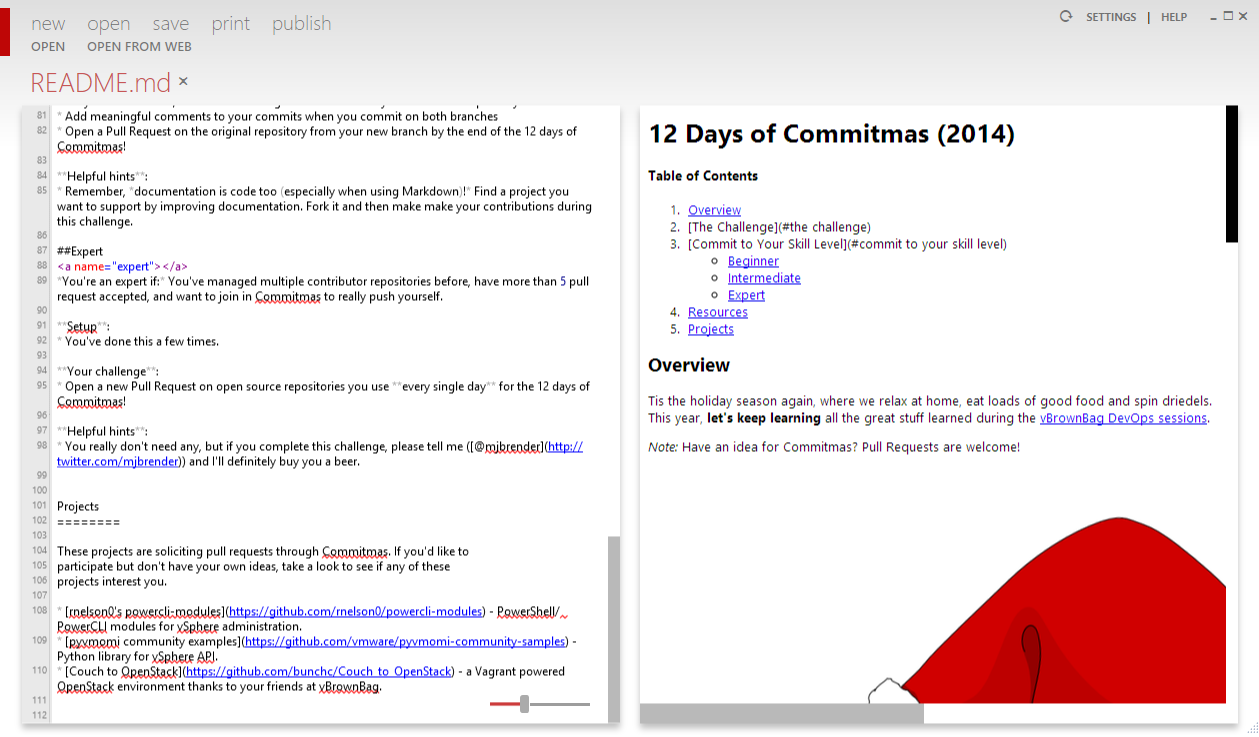 new open save print publish
SETTINGS | HELP
OPEN OPEN FROM WEB
README.md ×
81 * Add meaningful comments to your commits when you commit on both branches
82 * Open a Pull Request on the original repository from your new branch by the end of the 12 days of
Commitmas!
83
84 **Helpful hints**:
85 * Remember, *documentation is code too (especially when using Markdown)!* Find a project you
want to support by improving documentation. Fork it and then make make your contributions during
this challenge.
86
87 ##Expert
88 <a name="expert"></a>
89 *You're an expert if:* You've managed multiple contributor repositories before, have more than 5 pull
request accepted, and want to join in Commitmas to really push yourself.
90
91 **Setup**:
92 * You've done this a few times.
93
94 **Your challenge**:
95 * Open a new Pull Request on open source repositories you use **every single day** for the 12 days of
Commitmas!
96
97 **Helpful hints**:
98 * You really don't need any, but if you complete this challenge, please tell me ([@mjbrender](http://
twitter.com/mjbrender)) and I'll definitely buy you a beer.
99
100
101 Projects
102 ========
103
104 These projects are soliciting pull requests through Commitmas. If you'd like to
105 participate but don't have your own ideas, take a look to see if any of these
106 projects interest you.
107
108 * [rnelson0's powercli-modules](https://github.com/rnelson0/powercli-modules) - PowerShell/
PowerCLI modules for vSphere administration.
109 * [pyvmomi community examples](https://github.com/vmware/pyvmomi-community-samples) -
Python library for vSphere API.
110 * [Couch to OpenStack](https://github.com/bunchc/Couch_to_OpenStack) - a Vagrant powered
OpenStack environment thanks to your friends at vBrownBag.
111
112
12 Days of Commitmas (2014)
Table of Contents
1. Overview
2. [The Challenge](#the challenge)
3. [Commit to Your Skill Level](#commit to your skill level)
Beginner
Intermediate
Expert
4. Resources
5. Projects
Overview
Tis the holiday season again, where we relax at home, eat loads of good food and spin driedels.
This year, let's keep learning all the great stuff learned during the vBrownBag DevOps sessions.
Note: Have an idea for Commitmas? Pull Requests are welcome!